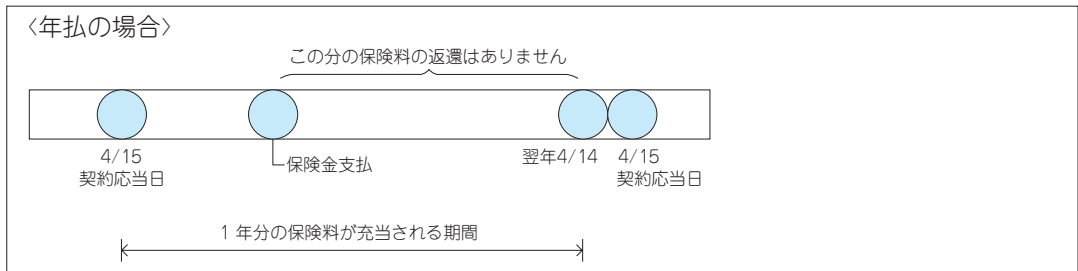 〈年払の場合〉
この分の保険料の返還はありません
4/15
契約応当日
保険金支払
翌年4/14
4/15
契約応当日
1 年分の保険料が充当される期間